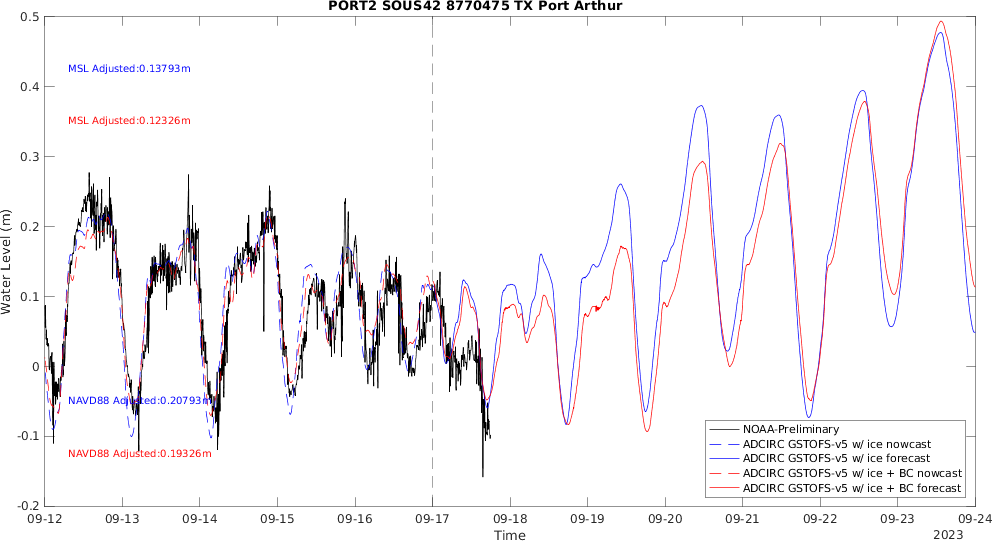 PORT2 SOUS42 8770475 TX Port Arthur
0.5
MSL Adjusted:0.13793m
0.4
MSL Adjusted:0.12326m
0.3
0.2
Water Level (m)
0.1
0
NAVD88 Adjusted:0.20793m
-0.1
NAVD88 Adjusted:0.19326m
-0.2
NOAA-Preliminary
ADCIRC GSTOFS-v5 w/ ice nowcast
ADCIRC GSTOFS-v5 w/ ice forecast
ADCIRC GSTOFS-v5 w/ ice + BC nowcast
ADCIRC GSTOFS-v5 w/ ice + BC forecast
09-12 09-13 09-14 09-15 09-16 09-17 09-18 09-19 09-20 09-21 09-22 09-23 09-24
Time
2023